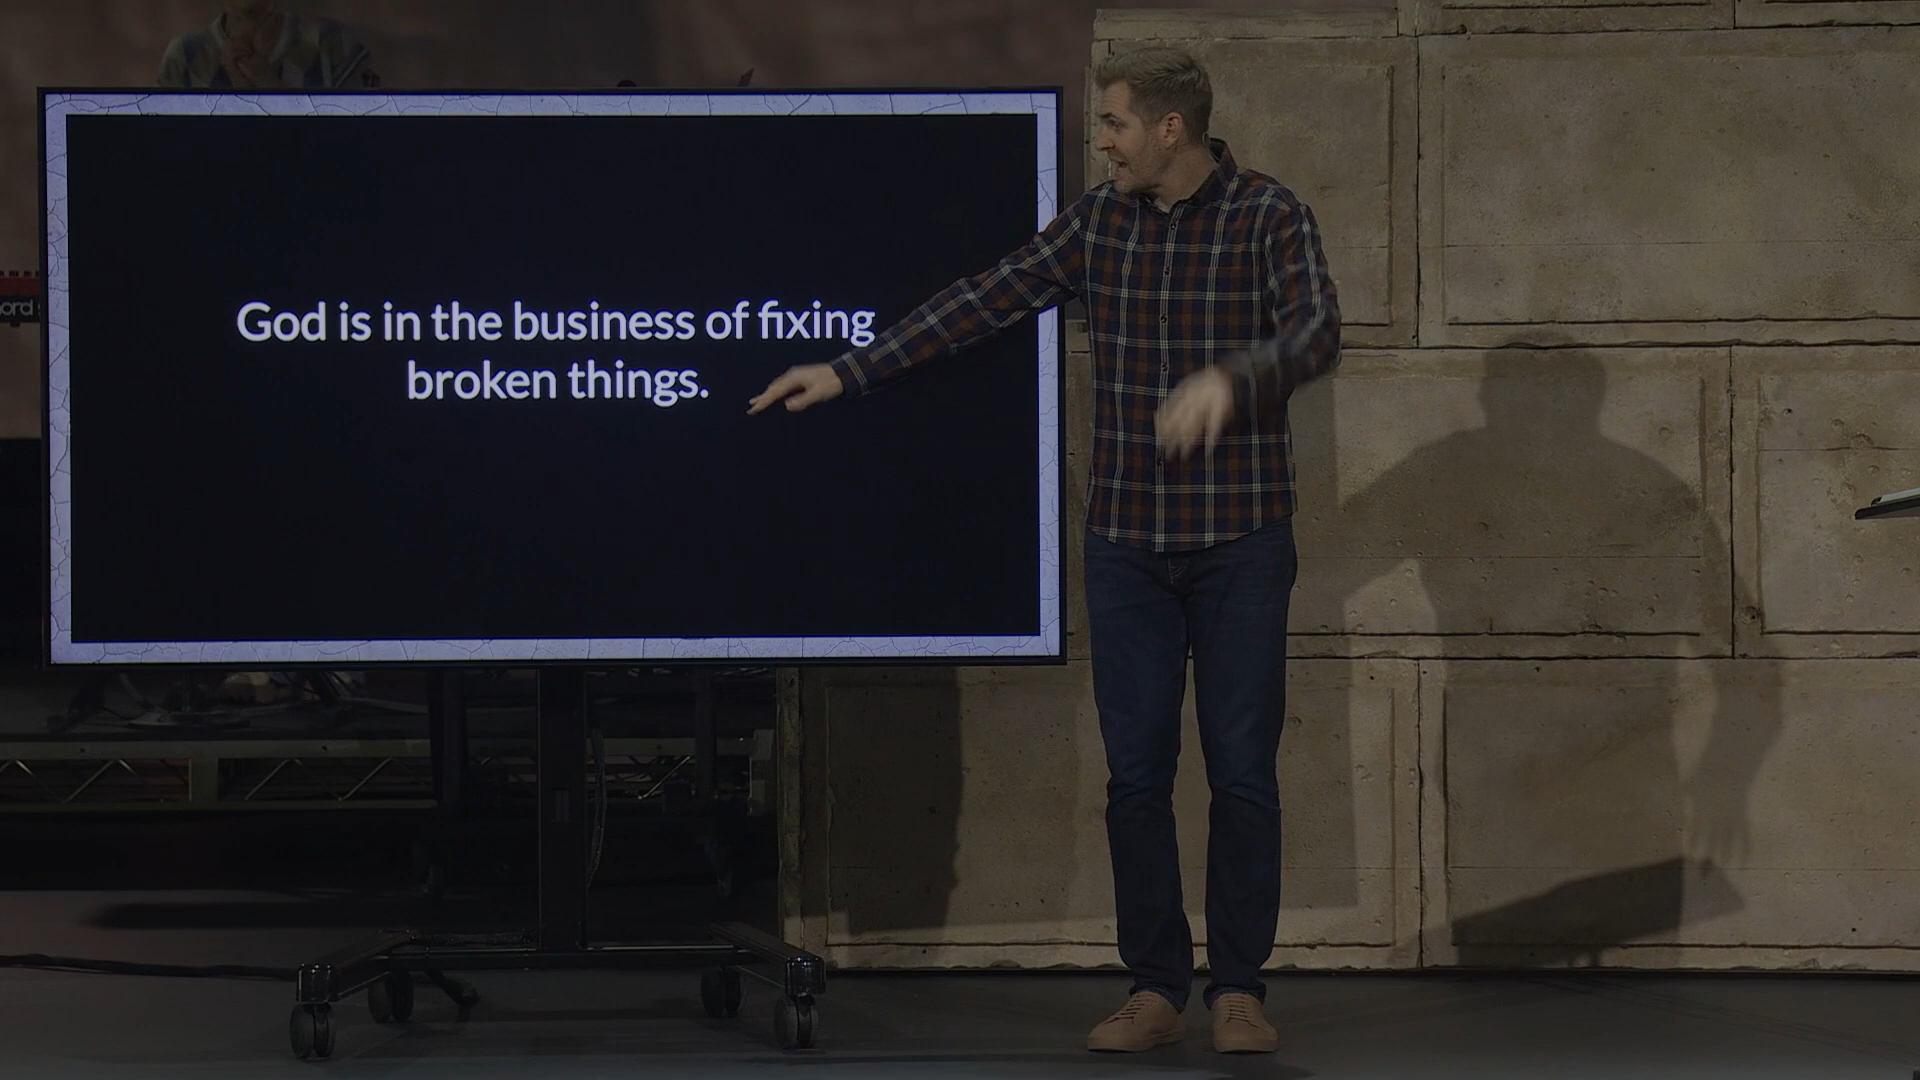 God is in the business of fixing
broken things.